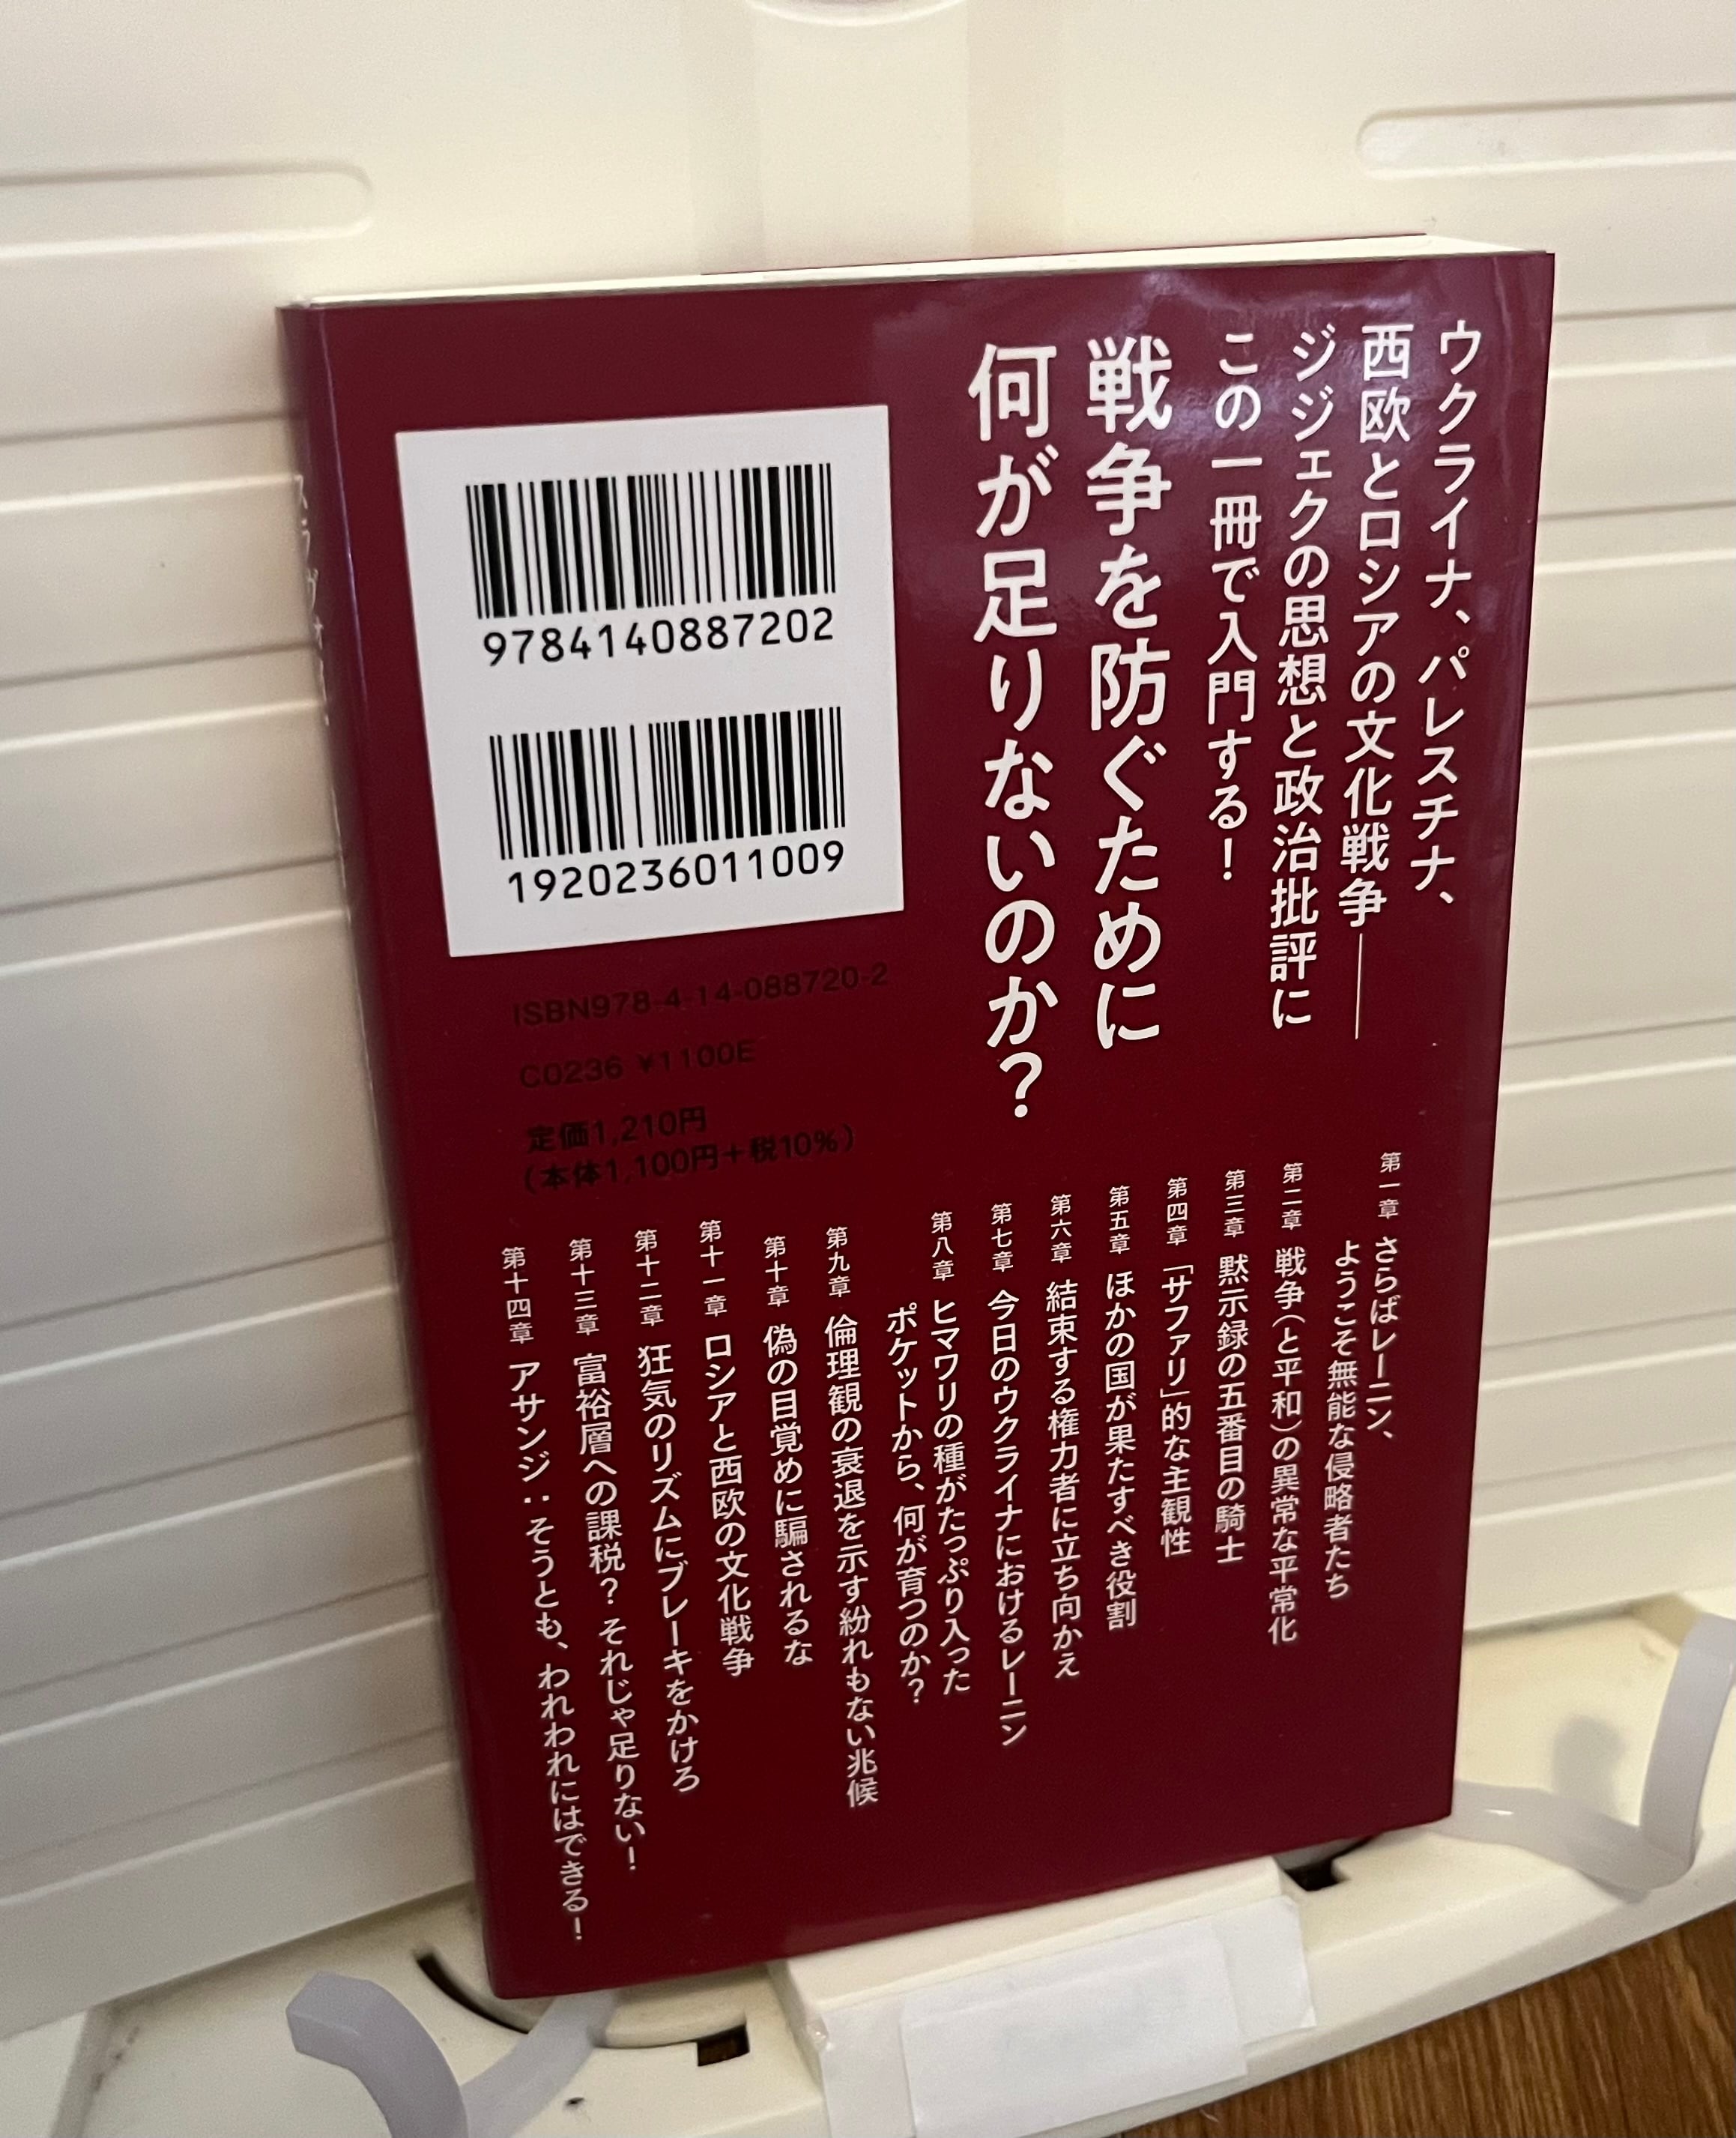 ウクライナ、パレスチナ、
西欧とロシアの文化戦争――
ジジェクの思想と政治批評に
この一冊で入門する!
戦争を防ぐために
何が足りないのか?
第一章 さらばレーニン、
ようこそ無能な侵略者たち
第二章 戦争(と平和)の異常な平常化
第三章 黙示録の五番目の騎士
第四章 「サファリ」的な主観性
第五章 ほかの国が果たすべき役割
第六章 結束する権力者に立ち向かえ
第七章 今日のウクライナにおけるレーニン
第八章 ヒマワリの種がたっぷり入った
ポケットから、何が育つのか?
第九章 倫理観の衰退を示す紛れもない兆候
第十章 偽の目覚めに騙されるな
第十一章 ロシアと西欧の文化戦争
第十二章 狂気のリズムにブレーキをかけろ
第十三章 富裕層への課税? それじゃ足りない!
第十四章 アサンジ:そうとも、われわれにはできる!
9784140887202
1920236011009
ISBN978-4-14-088720-2
C0236 ¥1100E
定価1,210円
(本体1,100円+税10%)